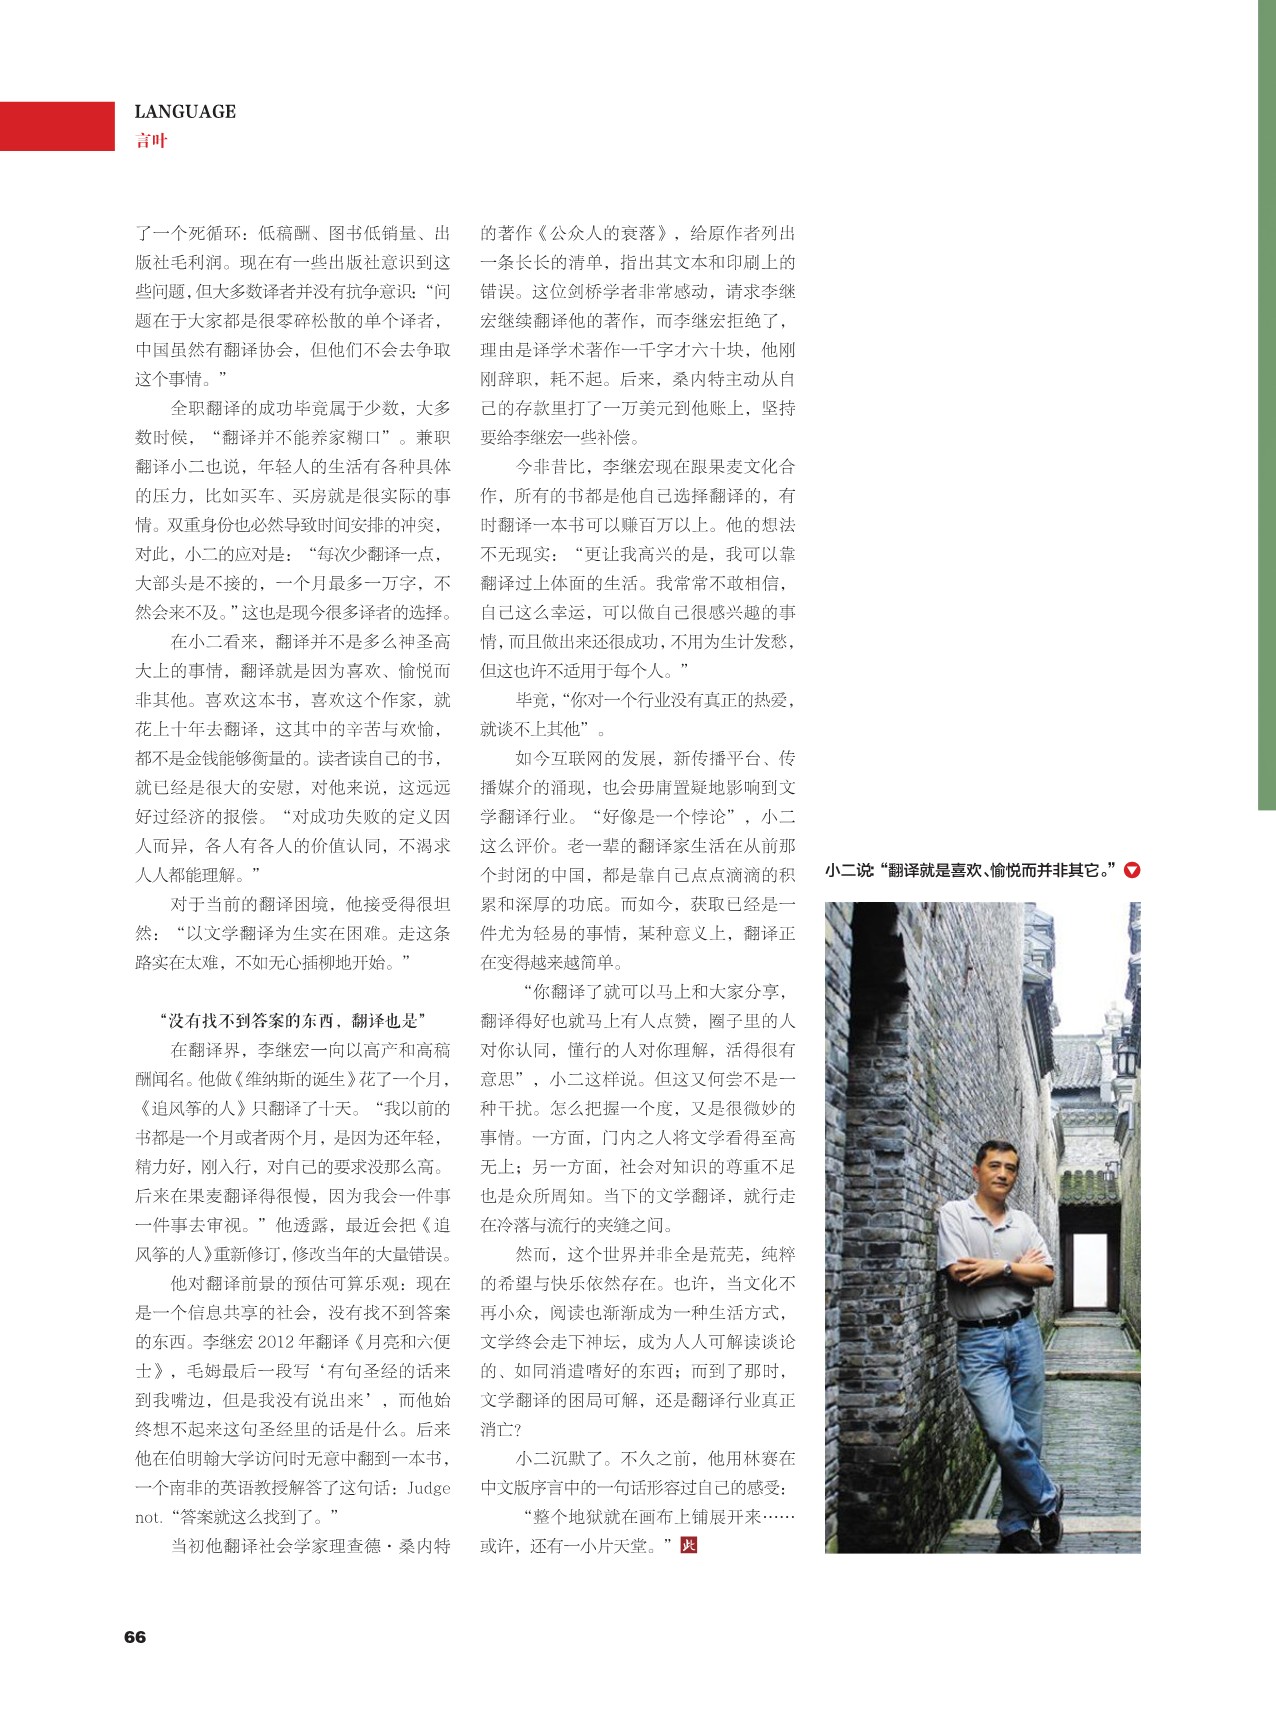 LANGUAGE
言叶
了一个死循环：低稿酬、图书低销量、出
版社毛利润。现在有一些出版社意识到这
些问题，但大多数译者并没有抗争意识：“问
题在于大家都是很零碎松散的单个译者，
中国虽然有翻译协会，但他们不会去争取
这个事情。”
全职翻译的成功毕竟属于少数，大多
数时候，“翻译并不能养家糊口”。兼职
翻译小二也说，年轻人的生活有各种具体
的压力，比如买车、买房就是很实际的事
情。双重身份也必然导致时间安排的冲突，
对此，小二的应对是：“每次少翻译一点，
大部头是不接的，一个月最多一万字，不
然会来不及。”这也是现今很多译者的选择。
在小二看来，翻译并不是多么神圣高
大上的事情，翻译就是因为喜欢、愉悦而
非其他。喜欢这本书，喜欢这个作家，就
花上十年去翻译，这其中的辛苦与欢愉，
都不是金钱能够衡量的。读者读自己的书，
就已经是很大的安慰，对他来说，这远远
好过经济的报偿。“对成功失败的定义因
人而异，各人有各人的价值认同，不渴求
人人都能理解。”
对于当前的翻译困境，他接受得很坦
然：“以文学翻译为生实在困难。走这条
路实在太难，不如无心插柳地开始。”
“没有找不到答案的东西，翻译也是”
在翻译界，李继宏一向以高产和高稿
酬闻名。他做《维纳斯的诞生》花了一个月，
《追风筝的人》只翻译了十天。“我以前的
书都是一个月或者两个月，是因为还年轻，
精力好，刚入行，对自己的要求没那么高。
后来在果麦翻译得很慢，因为我会一件事
一件事去审视。”他透露，最近会把《追
风筝的人》重新修订，修改当年的大量错误。
他对翻译前景的预估可算乐观：现在
是一个信息共享的社会，没有找不到答案
的东西。李继宏 2012 年翻译《月亮和六便
士》，毛姆最后一段写‘有句圣经的话来
到我嘴边，但是我没有说出来’，而他始
终想不起来这句圣经里的话是什么。后来
他在伯明翰大学访问时无意中翻到一本书，
一个南非的英语教授解答了这句话：Judge
not.“答案就这么找到了。”
当初他翻译社会学家理查德·桑内特
的著作《公众人的衰落》，给原作者列出
一条长长的清单，指出其文本和印刷上的
错误。这位剑桥学者非常感动，请求李继
宏继续翻译他的著作，而李继宏拒绝了，
理由是译学术著作一千字才六十块，他刚
刚辞职，耗不起。后来，桑内特主动从自
己的存款里打了一万美元到他账上，坚持
要给李继宏一些补偿。
今非昔比，李继宏现在跟果麦文化合
作，所有的书都是他自己选择翻译的，有
时翻译一本书可以赚百万以上。他的想法
不无现实：“更让我高兴的是，我可以靠
翻译过上体面的生活。我常常不敢相信，
自己这么幸运，可以做自己很感兴趣的事
情，而且做出来还很成功，不用为生计发愁，
但这也许不适用于每个人。”
毕竟，“你对一个行业没有真正的热爱，
就谈不上其他”。
如今互联网的发展，新传播平台、传
播媒介的涌现，也会毋庸置疑地影响到文
学翻译行业。“好像是一个悖论”，小二
这么评价。老一辈的翻译家生活在从前那
个封闭的中国，都是靠自己点点滴滴的积
累和深厚的功底。而如今，获取已经是一
件尤为轻易的事情，某种意义上，翻译正
在变得越来越简单。
“你翻译了就可以马上和大家分享，
翻译得好也就马上有人点赞，圈子里的人
对你认同，懂行的人对你理解，活得很有
意思”，小二这样说。但这又何尝不是一
种干扰。怎么把握一个度，又是很微妙的
事情。一方面，门内之人将文学看得至高
无上；另一方面，社会对知识的尊重不足
也是众所周知。当下的文学翻译，就行走
在冷落与流行的夹缝之间。
然而，这个世界并非全是荒芜，纯粹
的希望与快乐依然存在。也许，当文化不
再小众，阅读也渐渐成为一种生活方式，
文学终会走下神坛，成为人人可解读谈论
的、如同消遣嗜好的东西；而到了那时，
文学翻译的困局可解，还是翻译行业真正
消亡？
小二沉默了。不久之前，他用林赛在
中文版序言中的一句话形容过自己的感受：
“整个地狱就在画布上铺展开来……
或许，还有一小片天堂。”此
小二说：“翻译就是喜欢、愉悦而并非其它。”
66